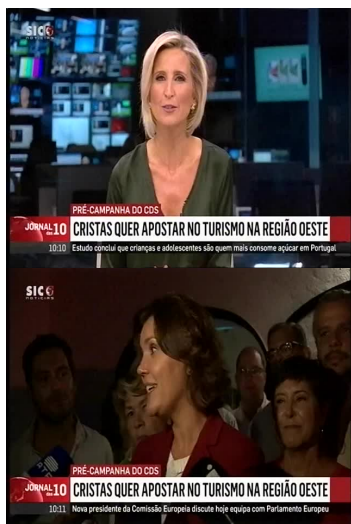 SIC
NOTÍCIAS
PRÉ-CAMPANHA DO CDS
JORNAL das 10
CRISTAS QUER APOSTAR NO TURISMO NA REGIÃO OESTE
10:10 Estudo conclui que crianças e adolescentes são quem mais consome açúcar em Portugal
SIC
NOTÍCIAS
PRÉ-CAMPANHA DO CDS
JORNAL das 10
CRISTAS QUER APOSTAR NO TURISMO NA REGIÃO OESTE
10:11 Nova presidente da Comissão Europeia discute hoje equipa com Parlamento Europeu